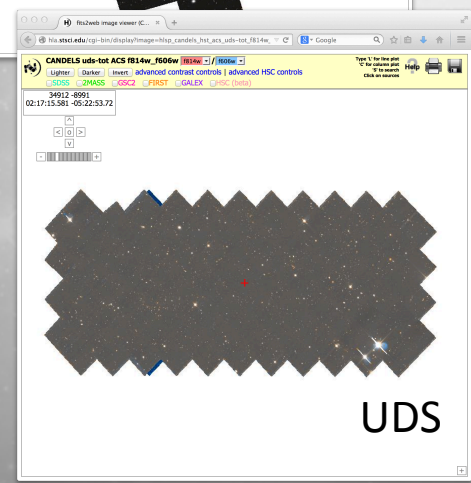 fits2web image viewer (C...
hla.stsci.edu/cgi-bin/display?image=hlsp_candels_hst_acs_uds-tot_f814w_
Google
CANDELS uds-tot ACS f814w_f606w f814w / f606w
Lighter Darker Invert advanced contrast controls | advanced HSC controls
SDSS 2MASS GSC2 FIRST GALEX HSC (beta)
Type 'L' for line plot
'C' for column plot
'S' to search
Click on sources
Help
34912 -8991
02:17:15.581 -05:22:53.72
^
< o >
v
- +
UDS
+